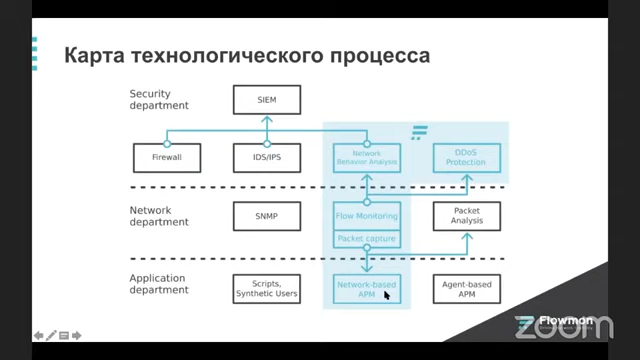 Карта технологического процесса
Security
department
SIEM
Firewall
IDS/IPS
Network
Behavior Analysis
DDoS
Protection
Network
department
SNMP
Flow Monitoring
Packet capture
Packet
Analysis
Application
department
Scripts,
Synthetic Users
Network-based
APM
Agent-based
APM
Flowmon
zoom